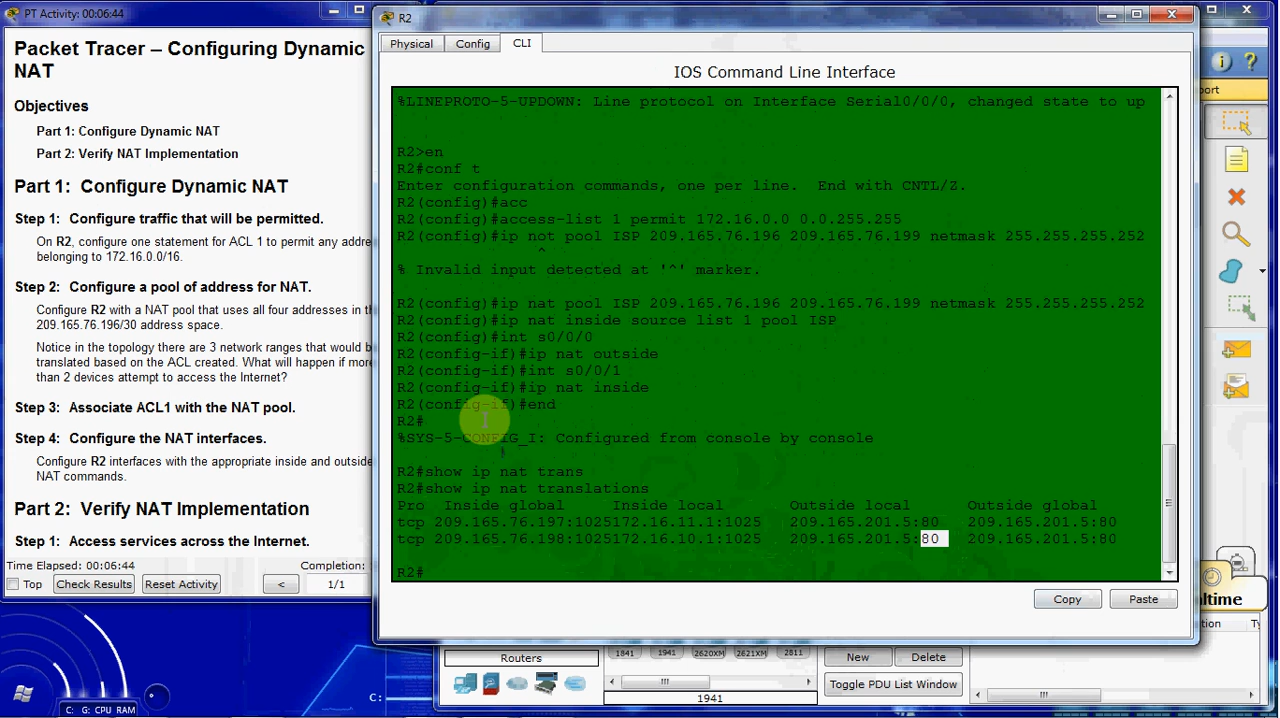 PT Activity: 00:06:44
Packet Tracer – Configuring Dynamic
NAT
Objectives
Part 1: Configure Dynamic NAT
Part 2: Verify NAT Implementation
Part 1: Configure Dynamic NAT
Step 1: Configure traffic that will be permitted.
On R2, configure one statement for ACL 1 to permit any addre
belonging to 172.16.0.0/16.
Step 2: Configure a pool of address for NAT.
Configure R2 with a NAT pool that uses all four addresses in th
209.165.76.196/30 address space.
Notice in the topology there are 3 network ranges that would b
translated based on the ACL created. What will happen if more
than 2 devices attempt to access the Internet?
Step 3: Associate ACL1 with the NAT pool.
Step 4: Configure the NAT interfaces.
Configure R2 interfaces with the appropriate inside and outside
NAT commands.
Part 2: Verify NAT Implementation
Step 1: Access services across the Internet.
Time Elapsed: 00:06:44 Completion:
Top Check Results Reset Activity < 1/1
R2
Physical Config CLI
IOS Command Line Interface
%LINEPROTO-5-UPDOWN: Line protocol on Interface Serial0/0/0, changed state to up
R2>en
R2#conf t
Enter configuration commands, one per line. End with CNTL/Z.
R2(config)#acc
R2(config)#access-list 1 permit 172.16.0.0 0.0.255.255
R2(config)#ip not pool ISP 209.165.76.196 209.165.76.199 netmask 255.255.255.252
^
% Invalid input detected at '^' marker.
R2(config)#ip nat pool ISP 209.165.76.196 209.165.76.199 netmask 255.255.255.252
R2(config)#ip nat inside source list 1 pool ISP
R2(config)#int s0/0/0
R2(config-if)#ip nat outside
R2(config-if)#int s0/0/1
R2(config-if)#ip nat inside
R2(config-if)#end
R2#
%SYS-5-CONFIG_I: Configured from console by console
R2#show ip nat trans
R2#show ip nat translations
Pro Inside global Inside local Outside local Outside global
tcp 209.165.76.197:1025172.16.11.1:1025 209.165.201.5:80 209.165.201.5:80
tcp 209.165.76.198:1025172.16.10.1:1025 209.165.201.5:80 209.165.201.5:80
R2#
Copy Paste
ort
ltime
tion Ty
Routers
1841 1941 2620XM 2621XM 2811
1941
New Delete
Toggle PDU List Window
C: G: CPU RAM
C: